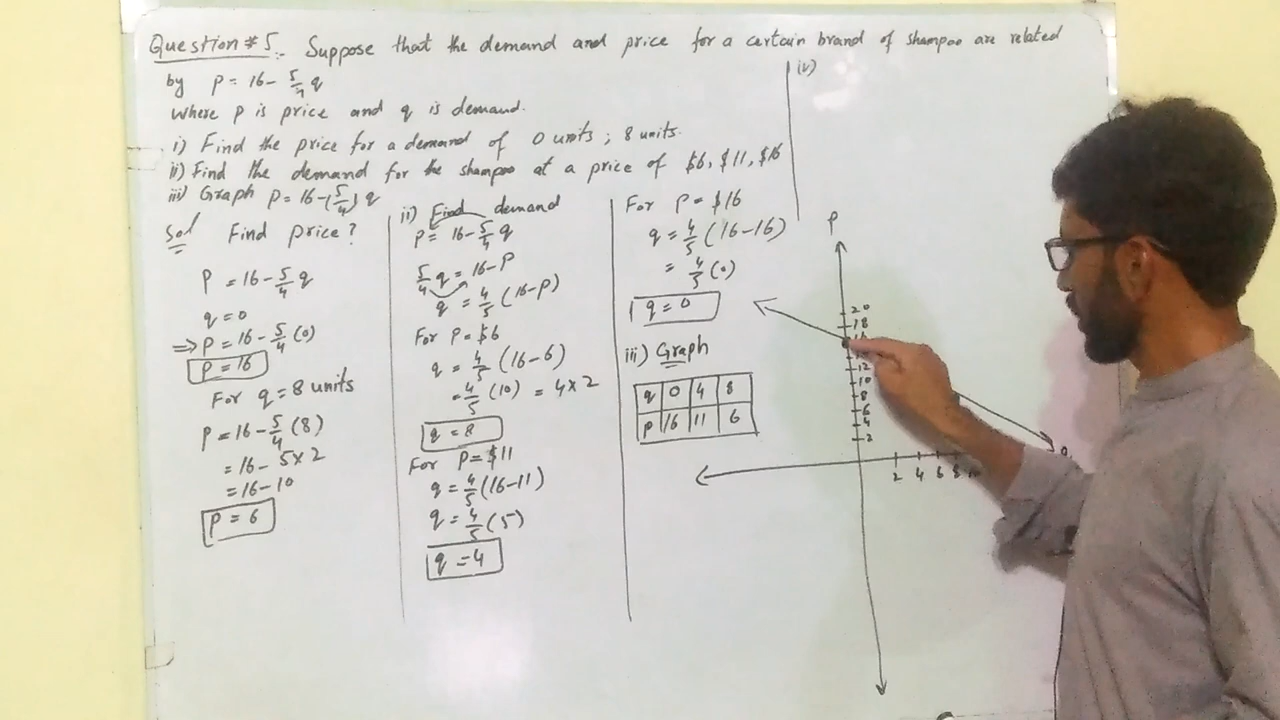 Question # 5:. Suppose that the demand and price for a certain brand of shampoo are related
by P = 16 - 5/4 q
where p is price and q is demand.
i) Find the price for a demand of 0 units ; 8 units.
ii) Find the demand for the shampoo at a price of $6, $11, $16
iii) Graph P = 16-(5/4) q
Sol Find price?
P = 16 - 5/4 q
q = 0
⇒ P = 16 - 5/4 (0)
P = 16
For q = 8 units
P = 16 - 5/4 (8)
= 16 - 5×2
= 16 - 10
P = 6
ii) Find demand
P = 16 - 5/4 q
5/4 q = 16 - P
q = 4/5 (16-P)
For P = $6
q = 4/5 (16-6)
= 4/5 (10) = 4×2
q = 8
For P = $11
q = 4/5 (16-11)
q = 4/5 (5)
q = 4
For P = $16
q = 4/5 (16-16)
= 4/5 (0)
q = 0
iii) Graph
q 0 4 8
P 16 11 6
P
20
18
12
10
8
6
4
2
2 4 6 8